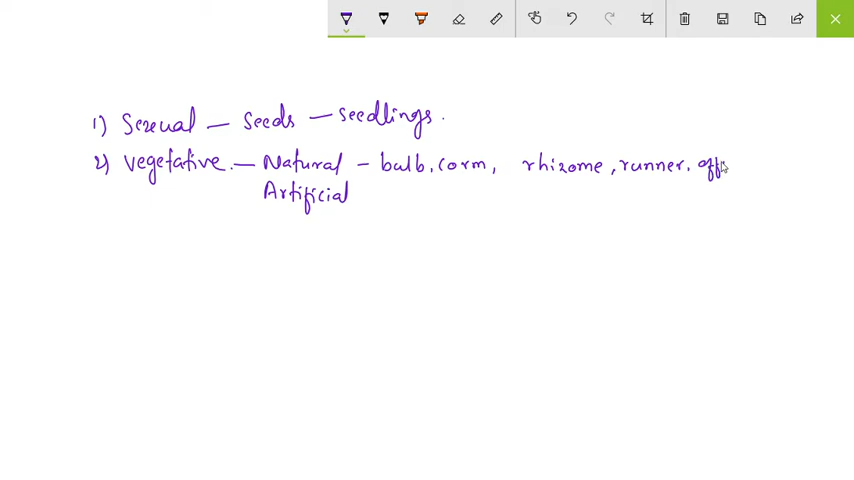 1) Sexual — Seeds — Seedlings.
2) Vegetative. — Natural — bulb, corm, rhizome, runner. off
Artificial